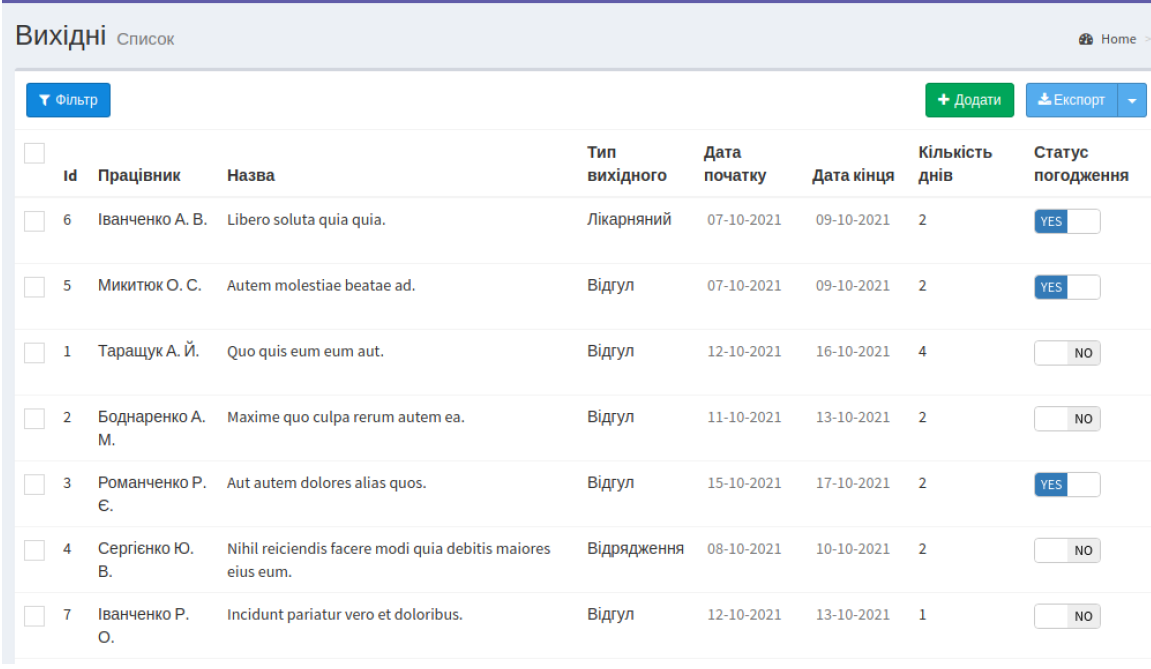 Вихідні Список
Home >
Фільтр
Додати Експорт
Id Працівник Назва Тип вихідного Дата початку Дата кінця Кількість днів Статус погодження
6 Іванченко А. В. Libero soluta quia quia. Лікарняний 07-10-2021 09-10-2021 2 YES
5 Микитюк О. С. Autem molestiae beatae ad. Відгул 07-10-2021 09-10-2021 2 YES
1 Таращук А. Й. Quo quis eum eum aut. Відгул 12-10-2021 16-10-2021 4 NO
2 Боднаренко А. М. Maxime quo culpa rerum autem ea. Відгул 11-10-2021 13-10-2021 2 NO
3 Романченко Р. Є. Aut autem dolores alias quos. Відгул 15-10-2021 17-10-2021 2 YES
4 Сергієнко Ю. В. Nihil reiciendis facere modi quia debitis maiores eius eum. Відрядження 08-10-2021 10-10-2021 2 NO
7 Іванченко Р. О. Incidunt pariatur vero et doloribus. Відгул 12-10-2021 13-10-2021 1 NO